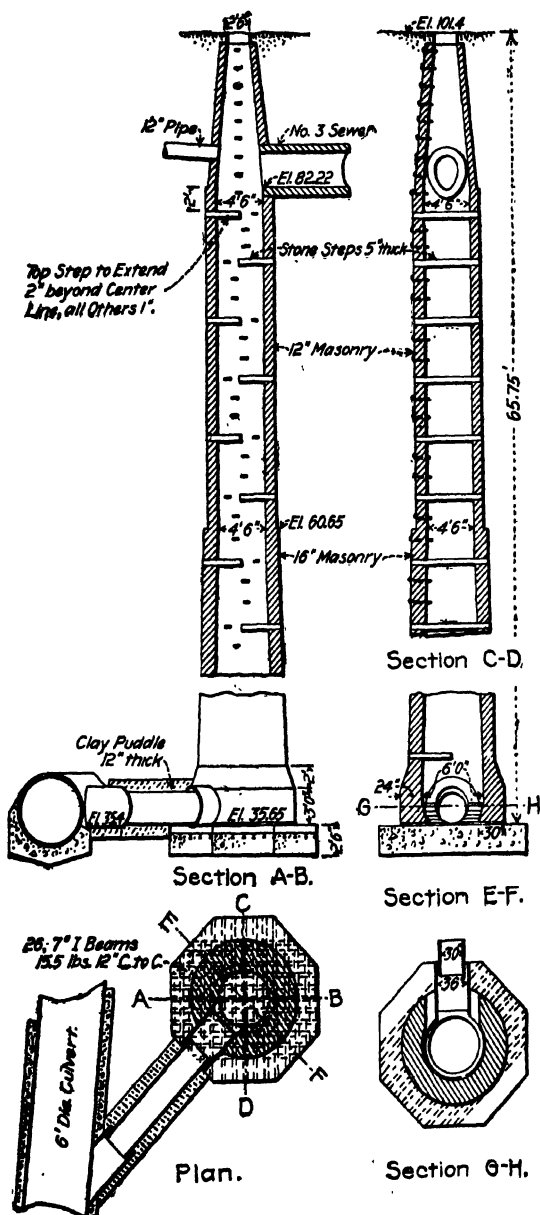 2'6"
El. 101.4
12" Pipe
No. 3 Sewer
El. 82.22
4'6"
4'6"
Top Step to Extend
2" beyond Center
Line, all Others 1".
Stone Steps 5" thick
12" Masonry
65.75'
El. 60.65
4'6"
4'6"
16" Masonry
Section C-D.
Clay Puddle
12" thick
El. 35.4
El. 35.65
6'0"
24"
G
H
30"
Section A-B.
Section E-F.
26, 7" I Beams
15.5 lbs. 12" C. to C.
C
E
A
B
F
D
6' Dia. Culvert.
Plan.
30"
36"
Section G-H.